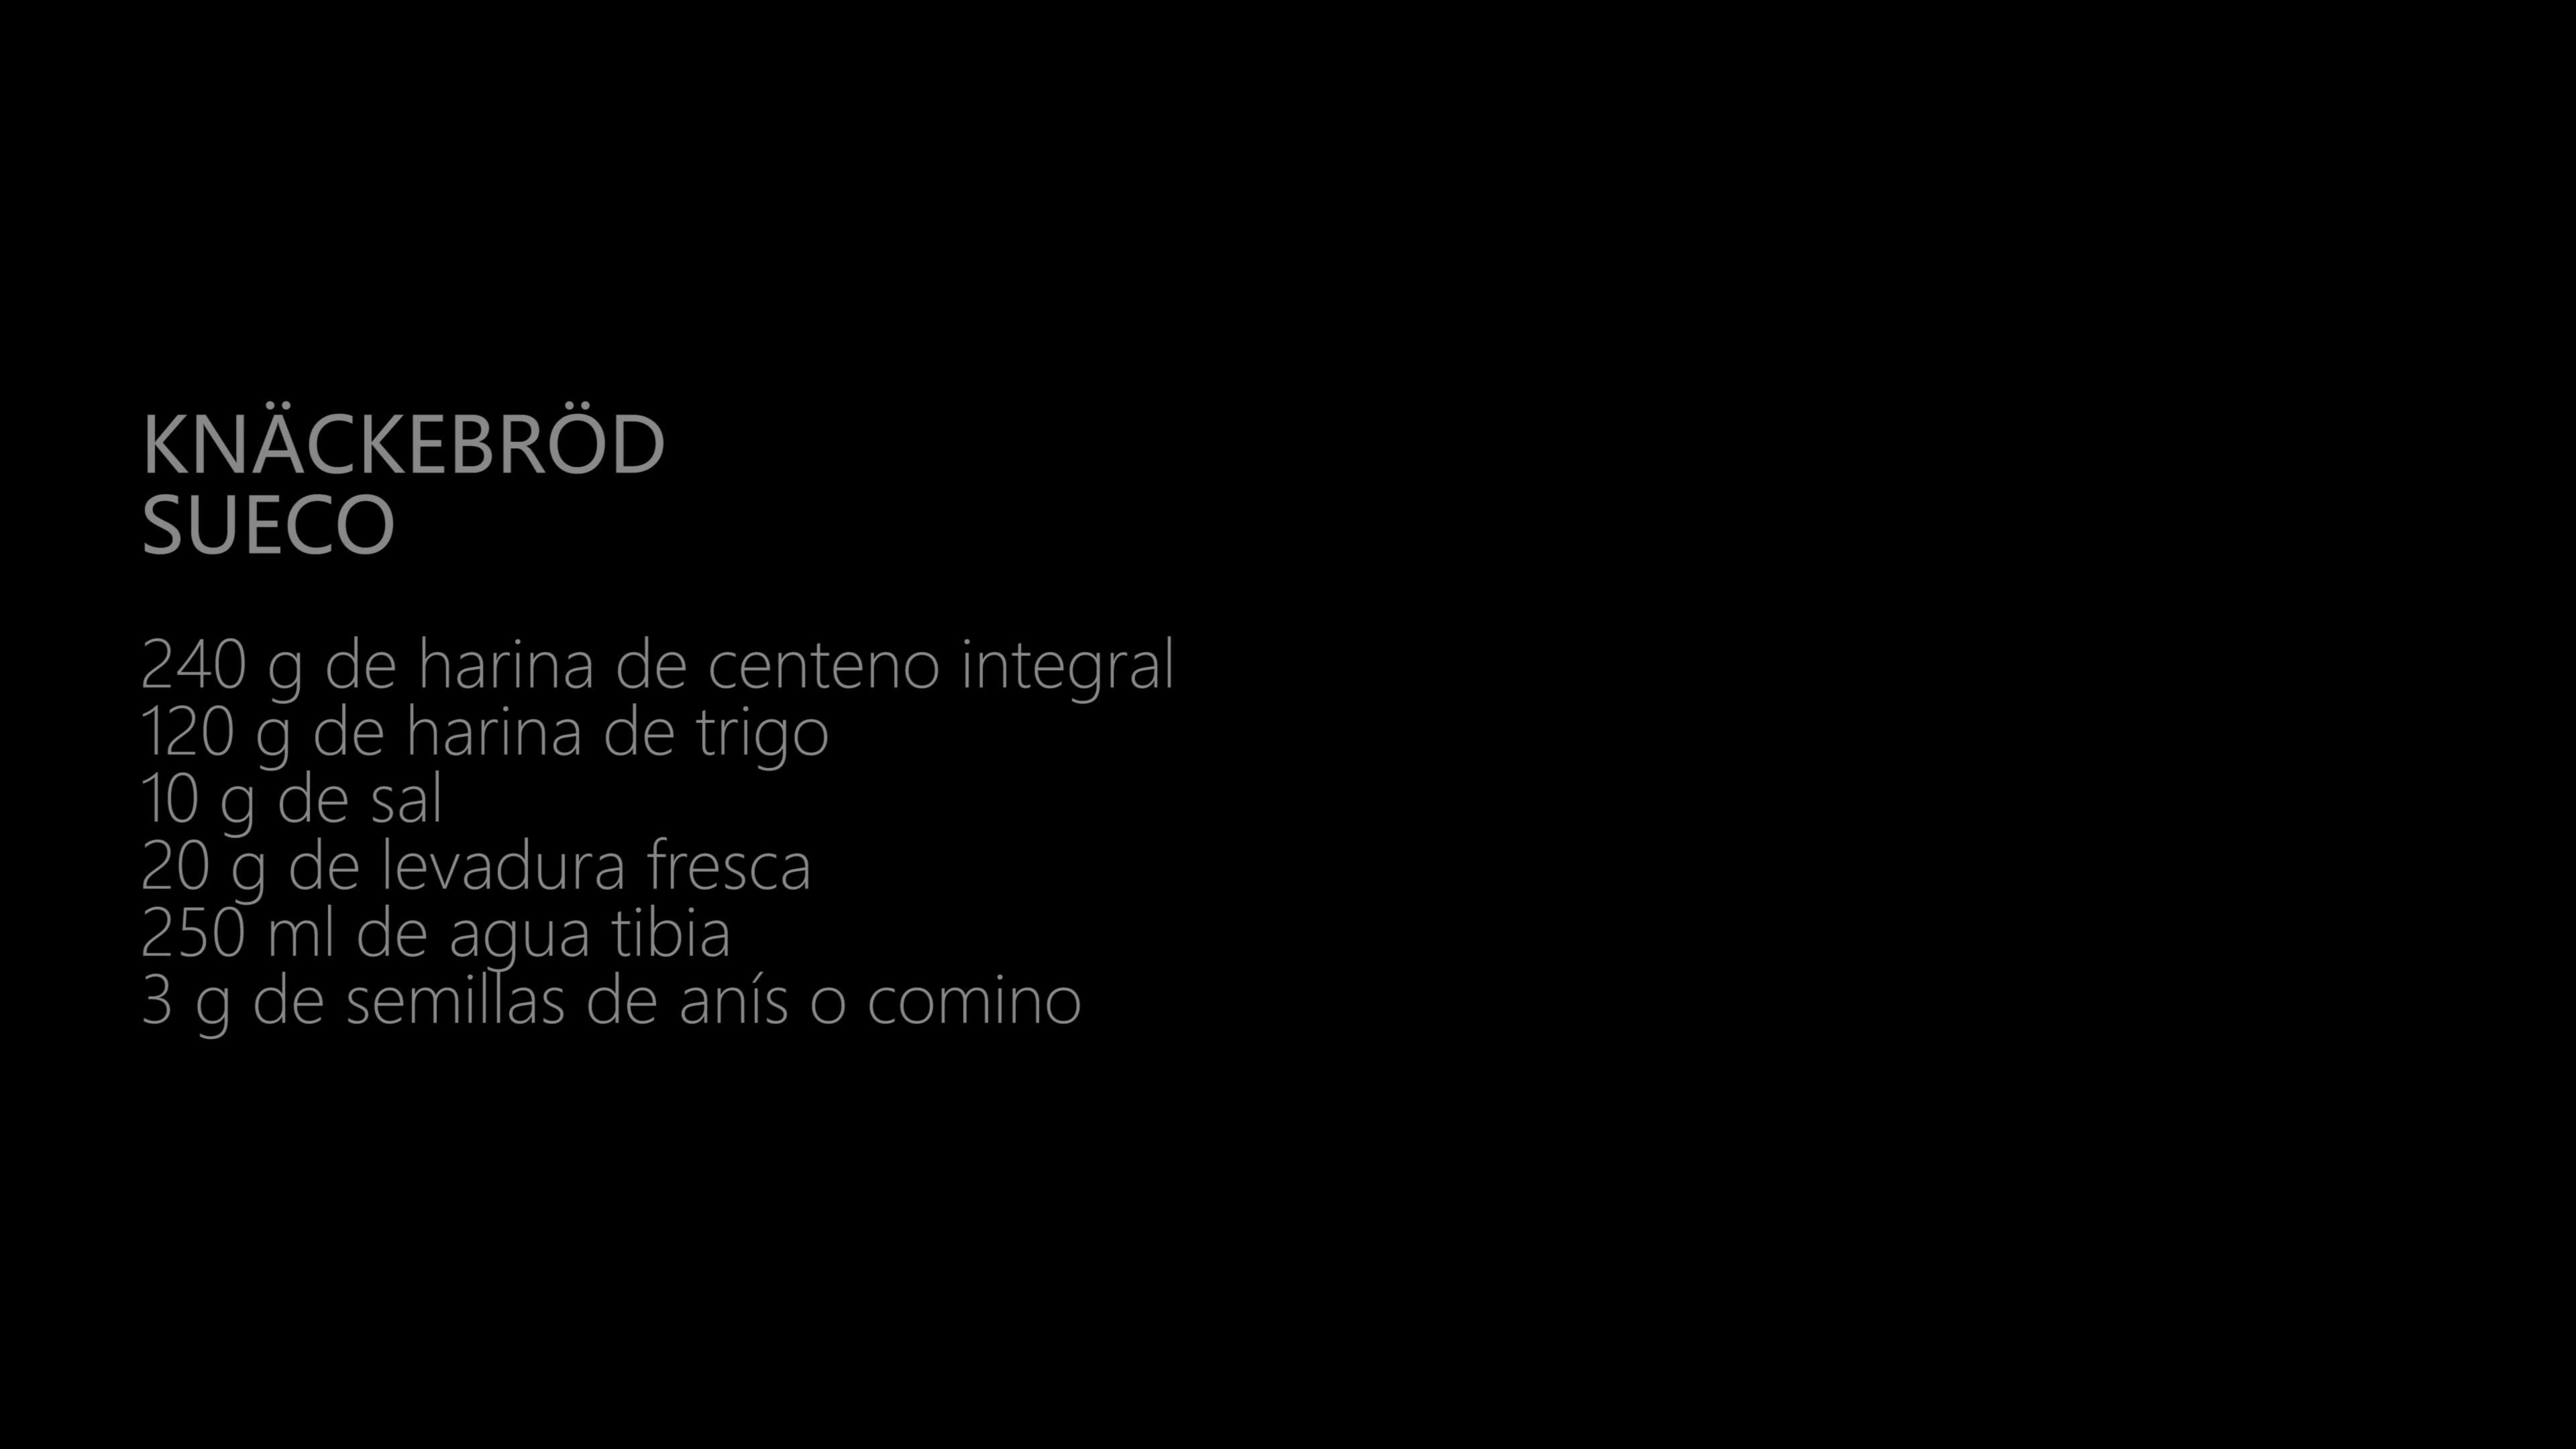 KNÄCKEBRÖD
SUECO
240 g de harina de centeno integral
120 g de harina de trigo
10 g de sal
20 g de levadura fresca
250 ml de agua tibia
3 g de semillas de anís o comino